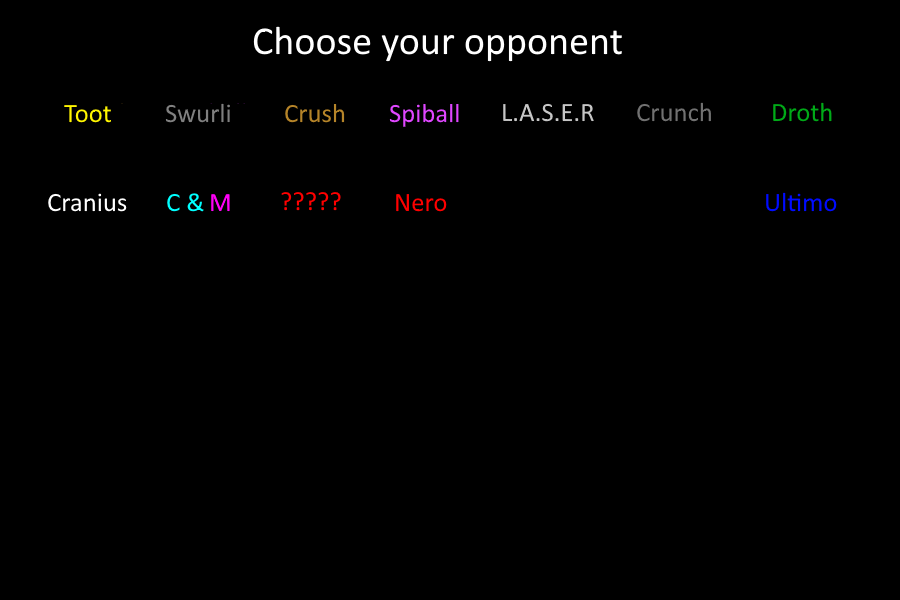 Choose your opponent
Toot Swurli Crush Spiball L.A.S.E.R Crunch Droth
Cranius C & M ????? Nero Ultimo